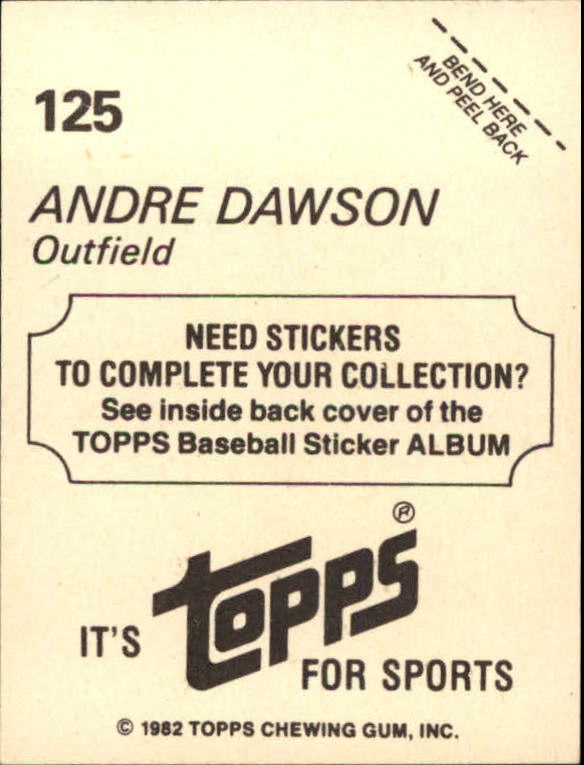 125
BEND HERE
AND PEEL BACK
ANDRE DAWSON
Outfield
NEED STICKERS
TO COMPLETE YOUR COLLECTION?
See inside back cover of the
TOPPS Baseball Sticker ALBUM
IT'S topps® FOR SPORTS
© 1982 TOPPS CHEWING GUM, INC.